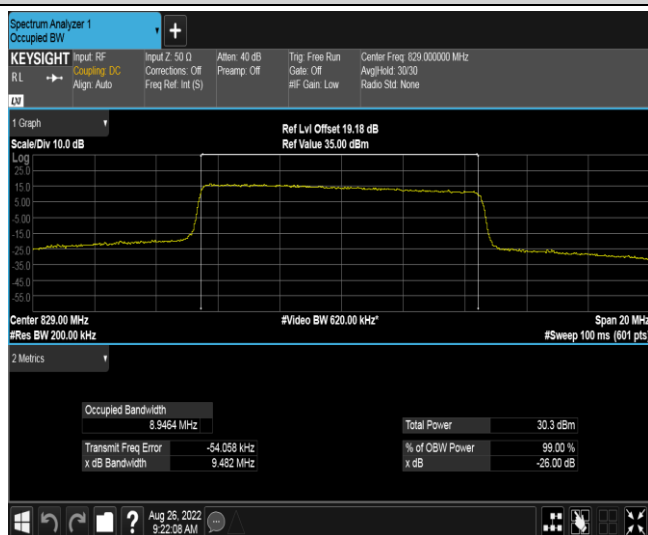 Spectrum Analyzer 1
Occupied BW
KEYSIGHT
RL
LXI
Input: RF
Coupling: DC
Align: Auto
Input Z: 50 Ω
Corrections: Off
Freq Ref: Int (S)
Atten: 40 dB
Preamp: Off
Trig: Free Run
Gate: Off
#IF Gain: Low
Center Freq: 829.000000 MHz
Avg|Hold: 30/30
Radio Std: None
1 Graph
Scale/Div 10.0 dB
Ref Lvl Offset 19.18 dB
Ref Value 35.00 dBm
Log
25.0
15.0
5.00
-5.00
-15.0
-25.0
-35.0
-45.0
-55.0
Center 829.00 MHz
#Res BW 200.00 kHz
#Video BW 620.00 kHz*
Span 20 MHz
#Sweep 100 ms (601 pts)
2 Metrics
Occupied Bandwidth
8.9464 MHz
Transmit Freq Error -54.058 kHz
x dB Bandwidth 9.482 MHz
Total Power 30.3 dBm
% of OBW Power 99.00 %
x dB -26.00 dB
?
Aug 26, 2022
9:22:08 AM